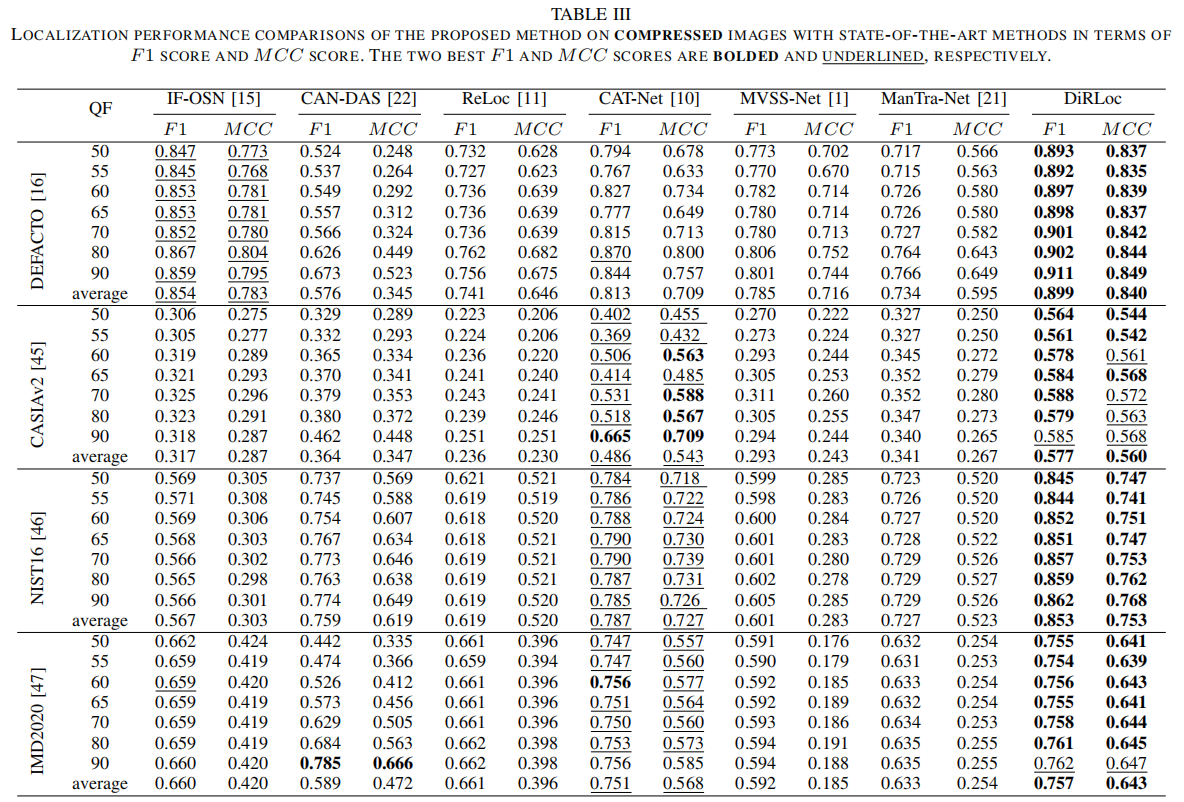 TABLE III
LOCALIZATION PERFORMANCE COMPARISONS OF THE PROPOSED METHOD ON COMPRESSED IMAGES WITH STATE-OF-THE-ART METHODS IN TERMS OF
F1 SCORE AND MCC SCORE. THE TWO BEST F1 AND MCC SCORES ARE BOLDED AND UNDERLINED, RESPECTIVELY.
QF IF-OSN [15] CAN-DAS [22] ReLoc [11] CAT-Net [10] MVSS-Net [1] ManTra-Net [21] DiRLoc
F1 MCC F1 MCC F1 MCC F1 MCC F1 MCC F1 MCC F1 MCC
DEFACTO [16]
50 0.847 0.773 0.524 0.248 0.732 0.628 0.794 0.678 0.773 0.702 0.717 0.566 0.893 0.837
55 0.845 0.768 0.537 0.264 0.727 0.623 0.767 0.633 0.770 0.670 0.715 0.563 0.892 0.835
60 0.853 0.781 0.549 0.292 0.736 0.639 0.827 0.734 0.782 0.714 0.726 0.580 0.897 0.839
65 0.853 0.781 0.557 0.312 0.736 0.639 0.777 0.649 0.780 0.714 0.726 0.580 0.898 0.837
70 0.852 0.780 0.566 0.324 0.736 0.639 0.815 0.713 0.780 0.713 0.727 0.582 0.901 0.842
80 0.867 0.804 0.626 0.449 0.762 0.682 0.870 0.800 0.806 0.752 0.764 0.643 0.902 0.844
90 0.859 0.795 0.673 0.523 0.756 0.675 0.844 0.757 0.801 0.744 0.766 0.649 0.911 0.849
average 0.854 0.783 0.576 0.345 0.741 0.646 0.813 0.709 0.785 0.716 0.734 0.595 0.899 0.840
CASIAv2 [45]
50 0.306 0.275 0.329 0.289 0.223 0.206 0.402 0.455 0.270 0.222 0.327 0.250 0.564 0.544
55 0.305 0.277 0.332 0.293 0.224 0.206 0.369 0.432 0.273 0.224 0.327 0.250 0.561 0.542
60 0.319 0.289 0.365 0.334 0.236 0.220 0.506 0.563 0.293 0.244 0.345 0.272 0.578 0.561
65 0.321 0.293 0.370 0.341 0.241 0.240 0.414 0.485 0.305 0.253 0.352 0.279 0.584 0.568
70 0.325 0.296 0.379 0.353 0.243 0.241 0.531 0.588 0.311 0.260 0.352 0.280 0.588 0.572
80 0.323 0.291 0.380 0.372 0.239 0.246 0.518 0.567 0.305 0.255 0.347 0.273 0.579 0.563
90 0.318 0.287 0.462 0.448 0.251 0.251 0.665 0.709 0.294 0.244 0.340 0.265 0.585 0.568
average 0.317 0.287 0.364 0.347 0.236 0.230 0.486 0.543 0.293 0.243 0.341 0.267 0.577 0.560
NIST16 [46]
50 0.569 0.305 0.737 0.569 0.621 0.521 0.784 0.718 0.599 0.285 0.723 0.520 0.845 0.747
55 0.571 0.308 0.745 0.588 0.619 0.519 0.786 0.722 0.598 0.283 0.726 0.520 0.844 0.741
60 0.569 0.306 0.754 0.607 0.618 0.520 0.788 0.724 0.600 0.284 0.727 0.520 0.852 0.751
65 0.568 0.303 0.767 0.634 0.618 0.521 0.790 0.730 0.601 0.283 0.728 0.522 0.851 0.747
70 0.566 0.302 0.773 0.646 0.619 0.521 0.790 0.739 0.601 0.280 0.729 0.526 0.857 0.753
80 0.565 0.298 0.763 0.638 0.619 0.521 0.787 0.731 0.602 0.278 0.729 0.527 0.859 0.762
90 0.566 0.301 0.774 0.649 0.619 0.520 0.785 0.726 0.605 0.285 0.729 0.526 0.862 0.768
average 0.567 0.303 0.759 0.619 0.619 0.520 0.787 0.727 0.601 0.283 0.727 0.523 0.853 0.753
IMD2020 [47]
50 0.662 0.424 0.442 0.335 0.661 0.396 0.747 0.557 0.591 0.176 0.632 0.254 0.755 0.641
55 0.659 0.419 0.474 0.366 0.659 0.394 0.747 0.560 0.590 0.179 0.631 0.253 0.754 0.639
60 0.659 0.420 0.526 0.412 0.661 0.396 0.756 0.577 0.592 0.185 0.633 0.254 0.756 0.643
65 0.659 0.419 0.573 0.456 0.661 0.396 0.751 0.564 0.592 0.189 0.632 0.254 0.755 0.641
70 0.659 0.419 0.629 0.505 0.661 0.396 0.750 0.560 0.593 0.186 0.634 0.253 0.758 0.644
80 0.659 0.419 0.684 0.563 0.662 0.398 0.753 0.573 0.594 0.191 0.635 0.255 0.761 0.645
90 0.660 0.420 0.785 0.666 0.662 0.398 0.756 0.585 0.594 0.188 0.635 0.255 0.762 0.647
average 0.660 0.420 0.589 0.472 0.661 0.396 0.751 0.568 0.592 0.185 0.633 0.254 0.757 0.643